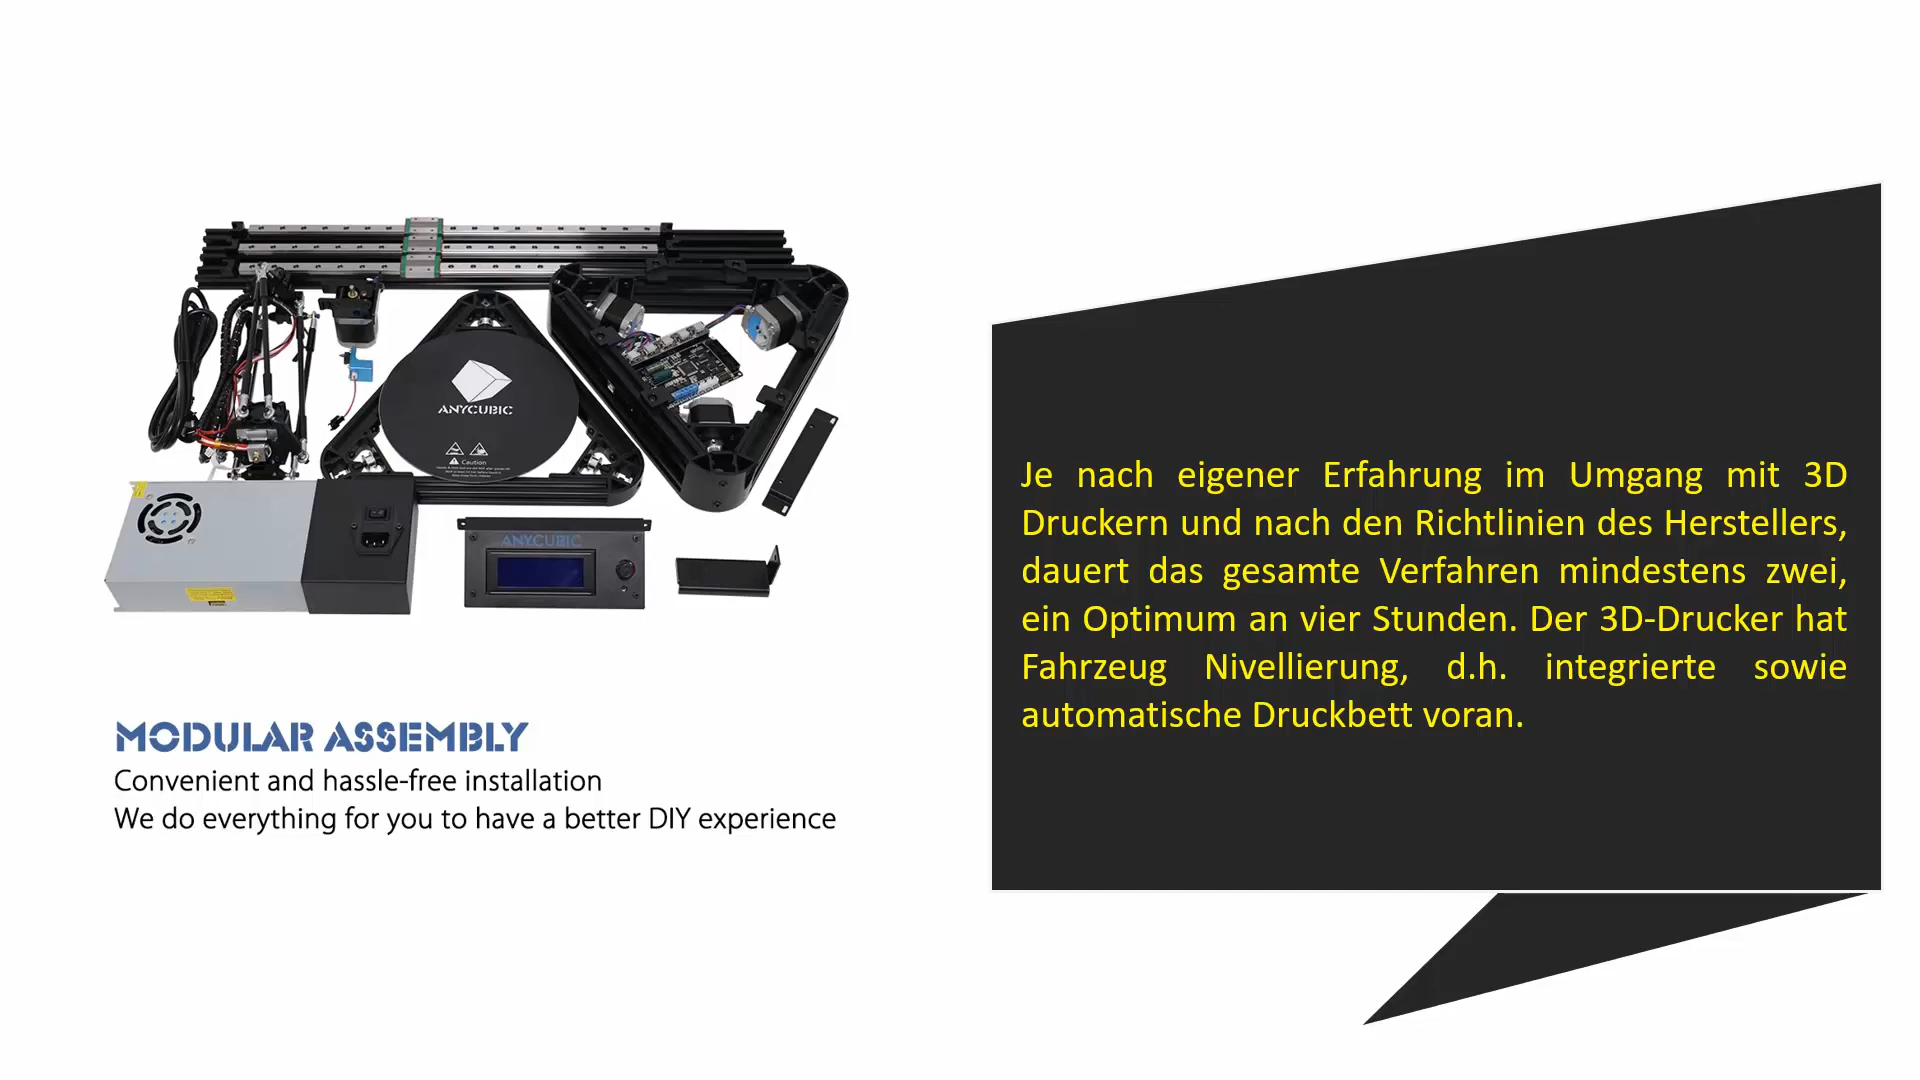 ANYCUBIC
Caution
ANYCUBIC
MODULAR ASSEMBLY
Convenient and hassle-free installation
We do everything for you to have a better DIY experience
Je nach eigener Erfahrung im Umgang mit 3D
Druckern und nach den Richtlinien des Herstellers,
dauert das gesamte Verfahren mindestens zwei,
ein Optimum an vier Stunden. Der 3D-Drucker hat
Fahrzeug Nivellierung, d.h. integrierte sowie
automatische Druckbett voran.